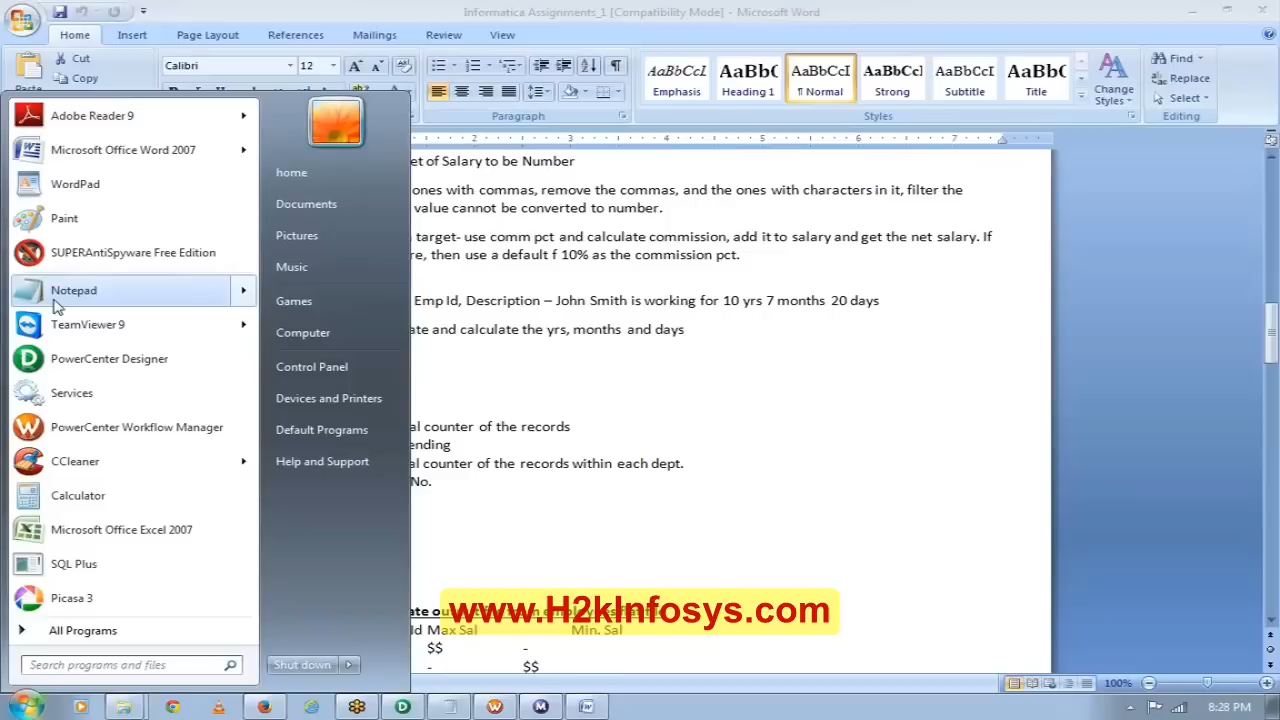 Informatica Assignments_1 [Compatibility Mode] - Microsoft Word
Home Insert Page Layout References Mailings Review View
Cut
Copy
Calibri 12
AaBbCcI AaBbC AaBbCcI AaBbCcI AaBbCcI AaBbC
Emphasis Heading 1 ¶ Normal Strong Subtitle Title
Change Styles
Find
Replace
Select
Paragraph Styles Editing
Adobe Reader 9
Microsoft Office Word 2007
WordPad
Paint
SUPERAntiSpyware Free Edition
Notepad
TeamViewer 9
PowerCenter Designer
Services
PowerCenter Workflow Manager
CCleaner
Calculator
Microsoft Office Excel 2007
SQL Plus
Picasa 3
All Programs
Search programs and files
home
Documents
Pictures
Music
Games
Computer
Control Panel
Devices and Printers
Default Programs
Help and Support
Shut down
2 3 4 5 6 7
et of Salary to be Number
ones with commas, remove the commas, and the ones with characters in it, filter the
value cannot be converted to number.
target- use comm pct and calculate commission, add it to salary and get the net salary. If
re, then use a default f 10% as the commission pct.
Emp Id, Description – John Smith is working for 10 yrs 7 months 20 days
ate and calculate the yrs, months and days
al counter of the records
ending
al counter of the records within each dept.
No.
www.H2kInfosys.com
Id Max Sal Min. Sal
$$ -
- $$
100%
8:28 PM